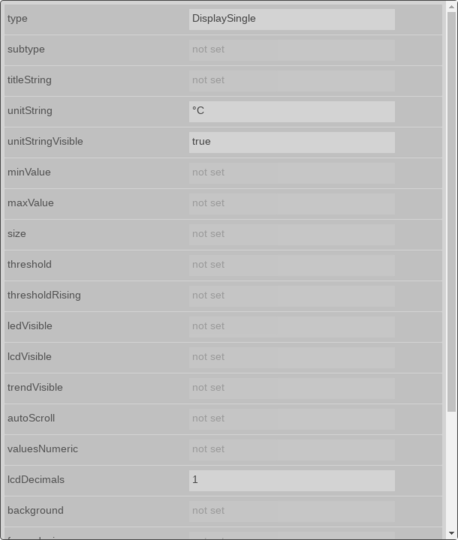 type DisplaySingle
subtype not set
titleString not set
unitString °C
unitStringVisible true
minValue not set
maxValue not set
size not set
threshold not set
thresholdRising not set
ledVisible not set
lcdVisible not set
trendVisible not set
autoScroll not set
valuesNumeric not set
lcdDecimals 1
background not set